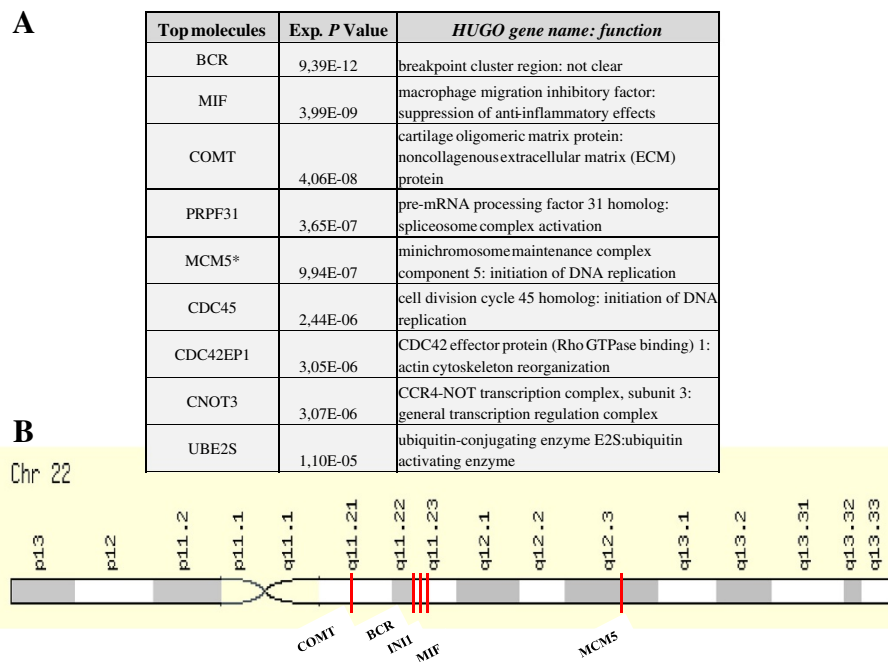 A
Top molecules Exp. P Value HUGO gene name: function
BCR 9,39E-12 breakpoint cluster region: not clear
MIF 3,99E-09 macrophage migration inhibitory factor:
suppression of anti-inflammatory effects
COMT 4,06E-08 cartilage oligomeric matrix protein:
noncollagenous extracellular matrix (ECM)
protein
PRPF31 3,65E-07 pre-mRNA processing factor 31 homolog:
spliceosome complex activation
MCM5* 9,94E-07 minichromosome maintenance complex
component 5: initiation of DNA replication
CDC45 2,44E-06 cell division cycle 45 homolog: initiation of DNA
replication
CDC42EP1 3,05E-06 CDC42 effector protein (Rho GTPase binding) 1:
actin cytoskeleton reorganization
CNOT3 3,07E-06 CCR4-NOT transcription complex, subunit 3:
general transcription regulation complex
UBE2S 1,10E-05 ubiquitin-conjugating enzyme E2S:ubiquitin
activating enzyme
B
Chr 22
p13 p12 p11.2 p11.1 q11.1 q11.21 q11.22 q11.23 q12.1 q12.2 q12.3 q13.1 q13.2 q13.31 q13.32 q13.33
COMT BCR INI1 MIF MCM5